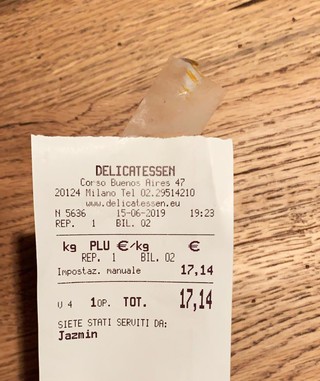 DELICATESSEN
Corso Buenos Aires 47
20124 Milano Tel 02.29514210
www.delicatessen.eu
N 5636 15-06-2019 19:23
REP. 1 BIL. 02
kg PLU €/kg €
REP. 1 BIL. 02
Impostaz. manuale 17,14
V 4 1OP. TOT. 17,14
SIETE STATI SERVITI DA:
Jazmin